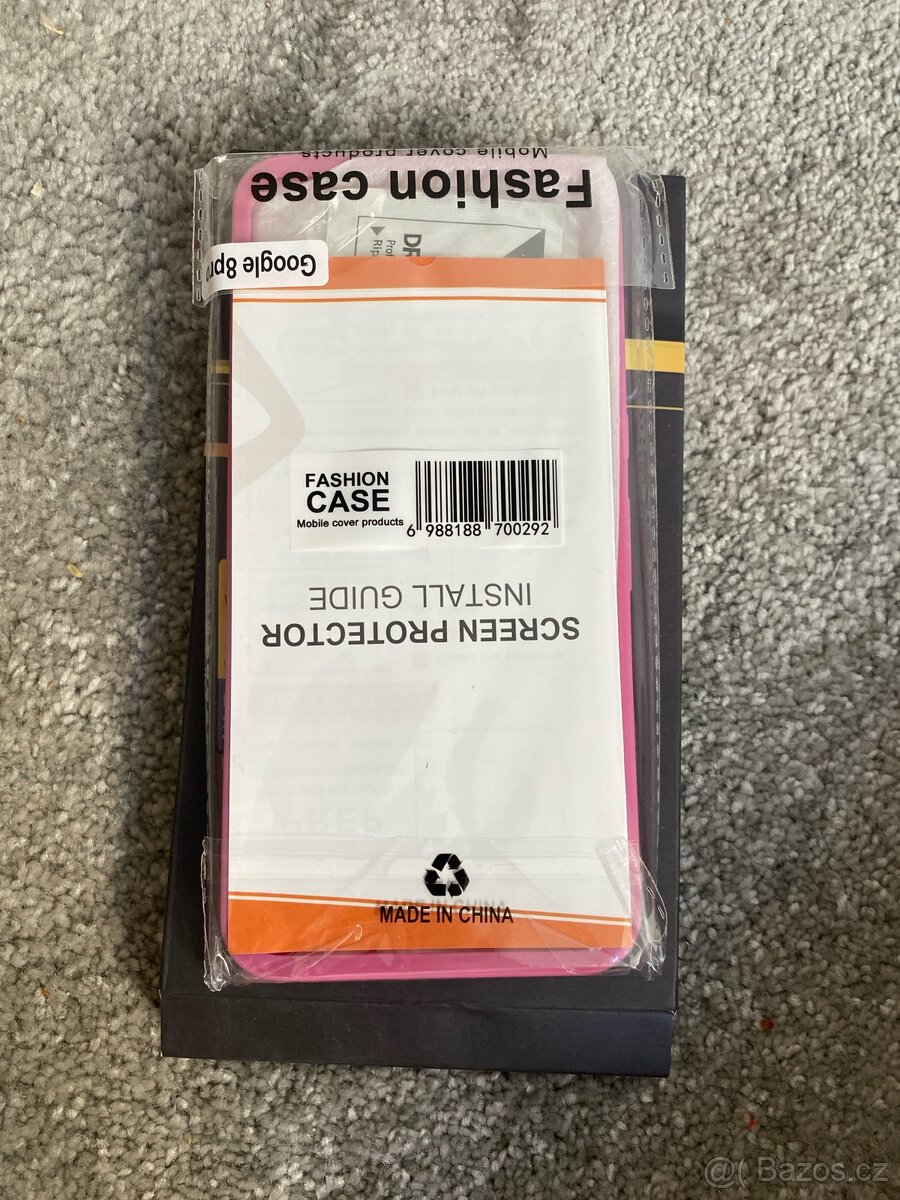 Mobile cover products
Fashion case
Google 8pro
FASHION
CASE
Mobile cover products
6 988188 700292
SCREEN PROTECTOR
INSTALL GUIDE
MADE IN CHINA
@( Bazos.cz